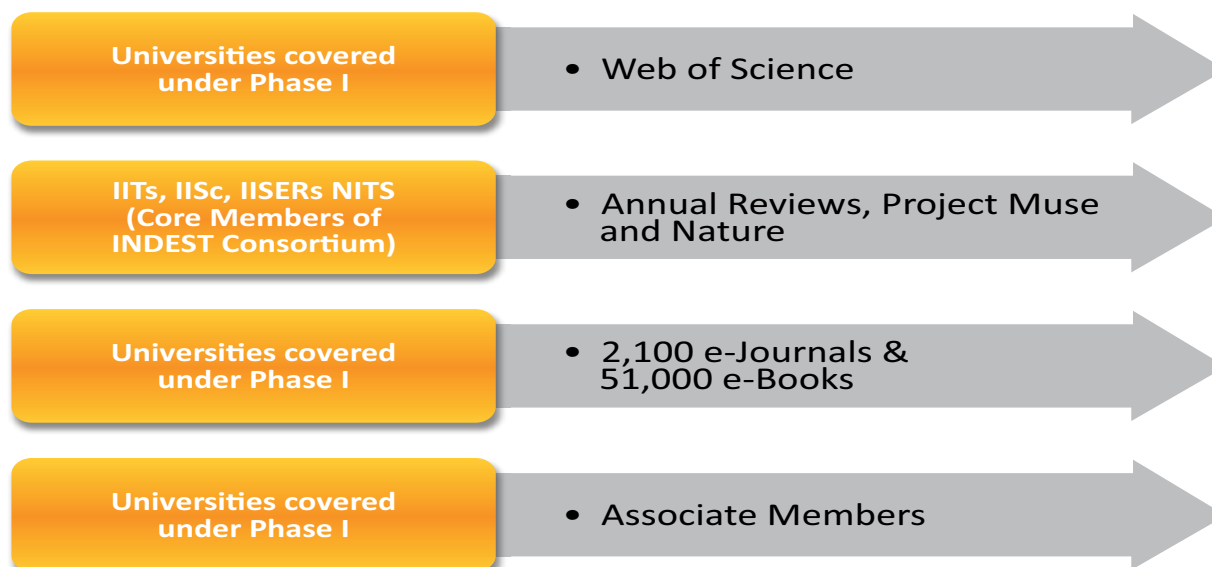 Universities covered
under Phase I
• Web of Science
IITs, IISc, IISERs NITS
(Core Members of
INDEST Consortium)
• Annual Reviews, Project Muse
and Nature
Universities covered
under Phase I
• 2,100 e-Journals &
51,000 e-Books
Universities covered
under Phase I
• Associate Members